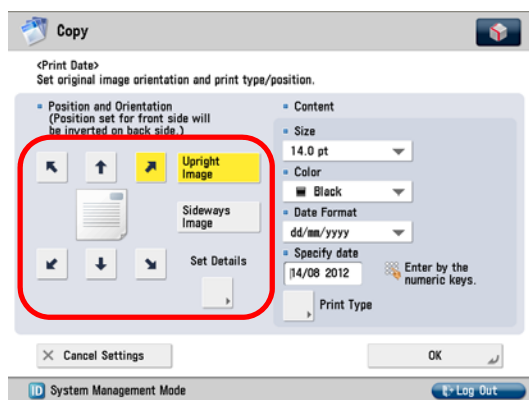 Copy
<Print Date>
Set original image orientation and print type/position.
Position and Orientation
(Position set for front side will
be inverted on back side.)
Upright
Image
Sideways
Image
Set Details
Content
Size
14.0 pt
Color
Black
Date Format
dd/mm/yyyy
Specify date
14/08 2012
Enter by the
numeric keys.
Print Type
Cancel Settings
OK
ID System Management Mode
Log Out